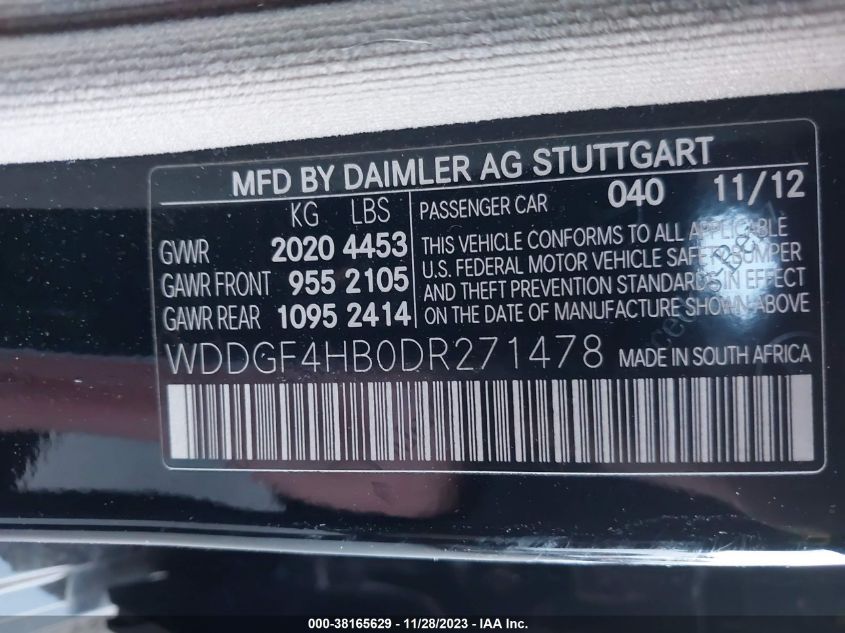 MFD BY DAIMLER AG STUTTGART
KG LBS
GVWR 2020 4453
GAWR FRONT 955 2105
GAWR REAR 1095 2414
PASSENGER CAR 040 11/12
THIS VEHICLE CONFORMS TO ALL APPLICABLE
U.S. FEDERAL MOTOR VEHICLE SAFETY BUMPER
AND THEFT PREVENTION STANDARDS IN EFFECT
ON THE DATE OF MANUFACTURE SHOWN ABOVE
WDDGF4HB0DR271478 MADE IN SOUTH AFRICA
000-38165629 - 11/28/2023 - IAA Inc.